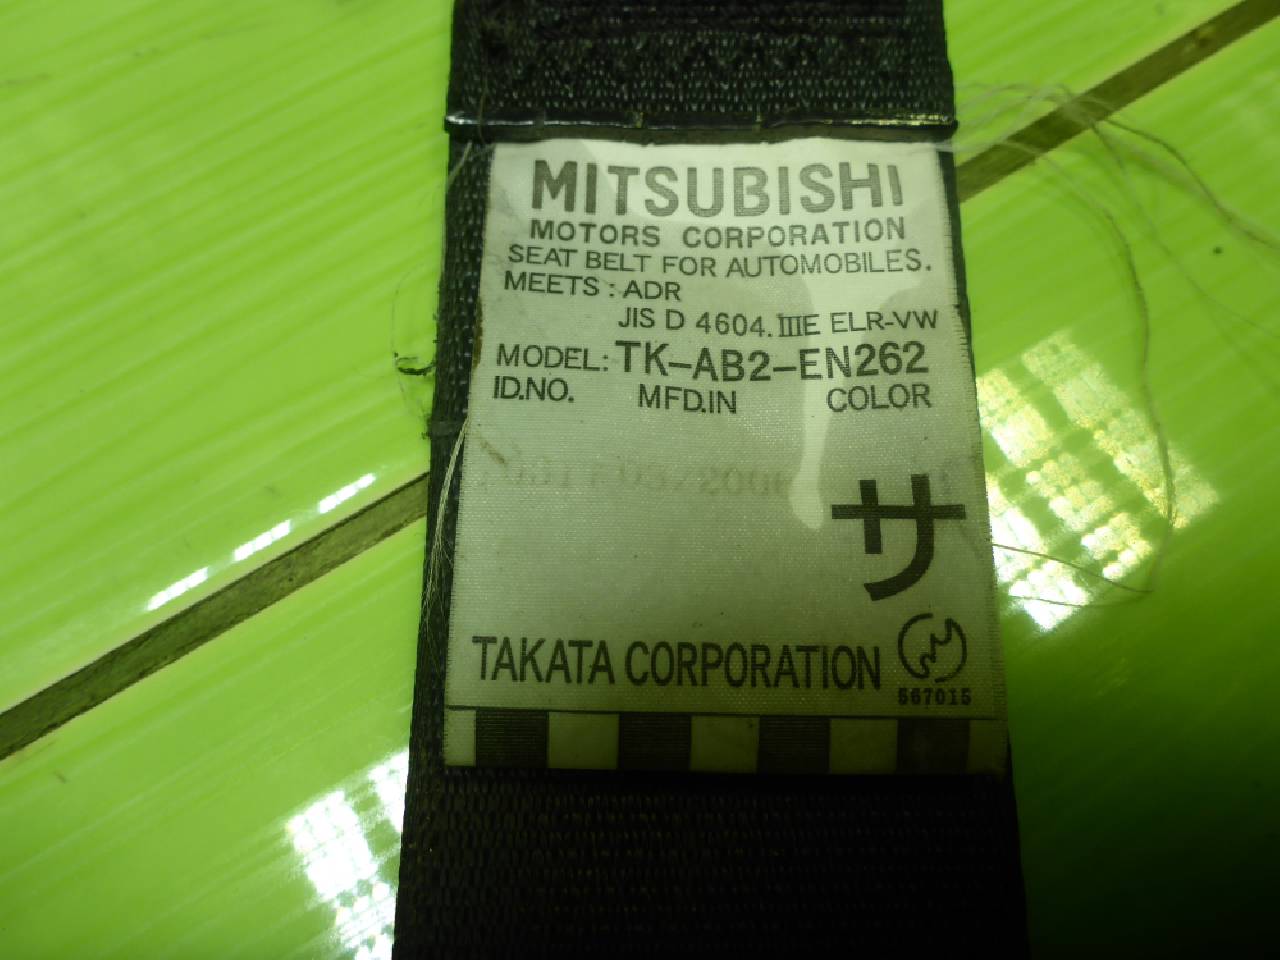 MITSUBISHI
MOTORS CORPORATION
SEAT BELT FOR AUTOMOBILES.
MEETS : ADR
JIS D 4604. IIIE ELR-VW
MODEL: TK-AB2-EN262
ID.NO. MFD.IN COLOR
サ
TAKATA CORPORATION
567015